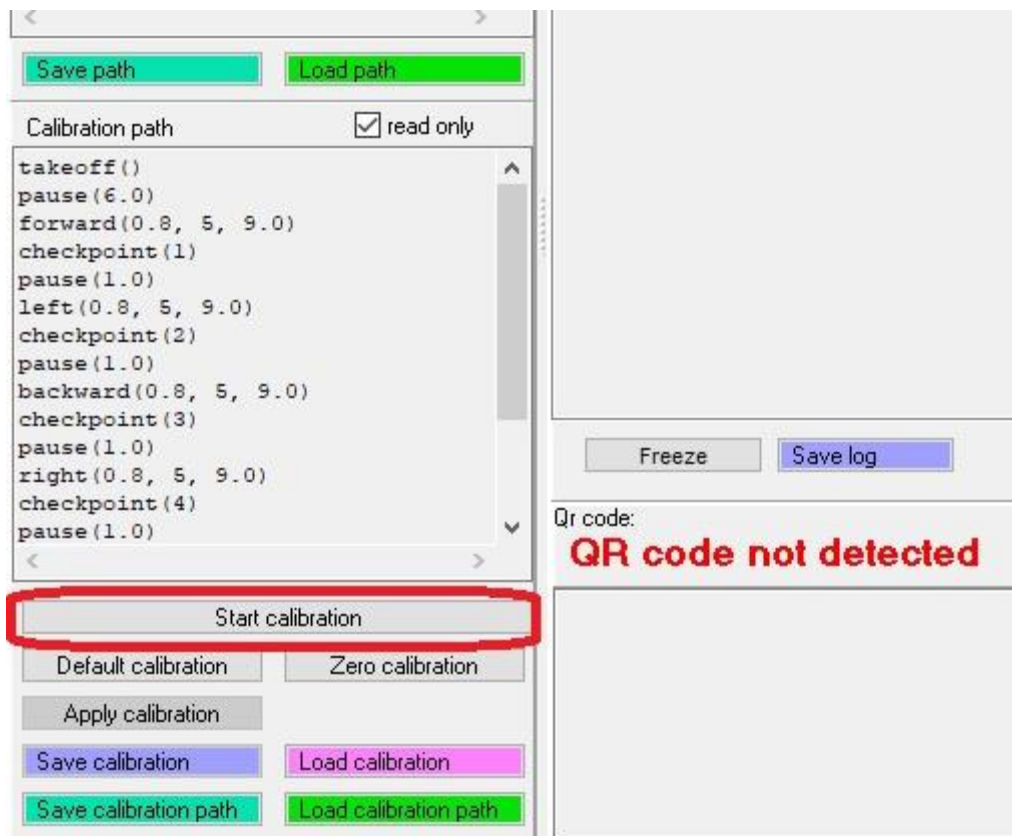 Save path
Load path
Calibration path
read only
takeoff()
pause(6.0)
forward(0.8, 5, 9.0)
checkpoint(1)
pause(1.0)
left(0.8, 5, 9.0)
checkpoint(2)
pause(1.0)
backward(0.8, 5, 9.0)
checkpoint(3)
pause(1.0)
right(0.8, 5, 9.0)
checkpoint(4)
pause(1.0)
Start calibration
Default calibration
Zero calibration
Apply calibration
Save calibration
Load calibration
Save calibration path
Load calibration path
Freeze
Save log
Qr code:
QR code not detected